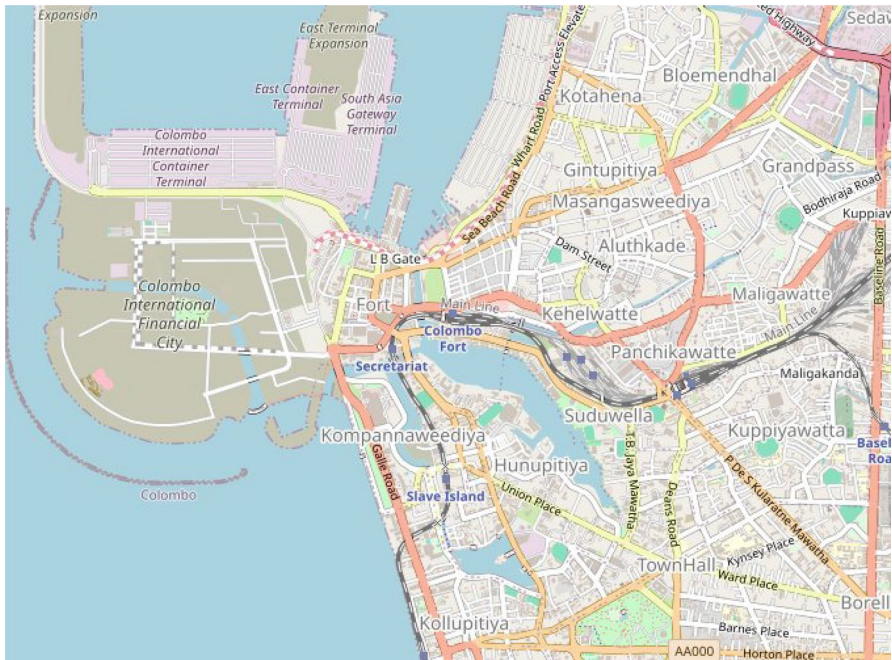 Expansion
East Terminal
Expansion
East Container
Terminal
South Asia
Gateway
Terminal
Port Access Elevate
Highway
Sedaw
Bloemendhal
Kotahena
Wharf Road
Sea Beach Road
Colombo
International
Container
Terminal
Gintupitiya
Grandpass
Masangasweediya
Bodhiraja Road
Kuppiaw
Dam Street
Aluthkade
L B Gate
Baseline Road
Colombo
International
Financial
City
Fort
Main Line
Kehelwatte
Maligawatte
Colombo
Fort
Main Line
Panchikawatte
Secretariat
Maligakanda
Suduwella
Kompannaweediya
Kuppiyawatta
Basel
Roa
Galle Road
Hunupitiya
T.B. Jaya Mawatha
P De S Kularatne Mawatha
Colombo
Slave Island
Union Place
Deans Road
Kynsey Place
TownHall
Ward Place
Borell
Kollupitiya
Barnes Place
AA000
Horton Place